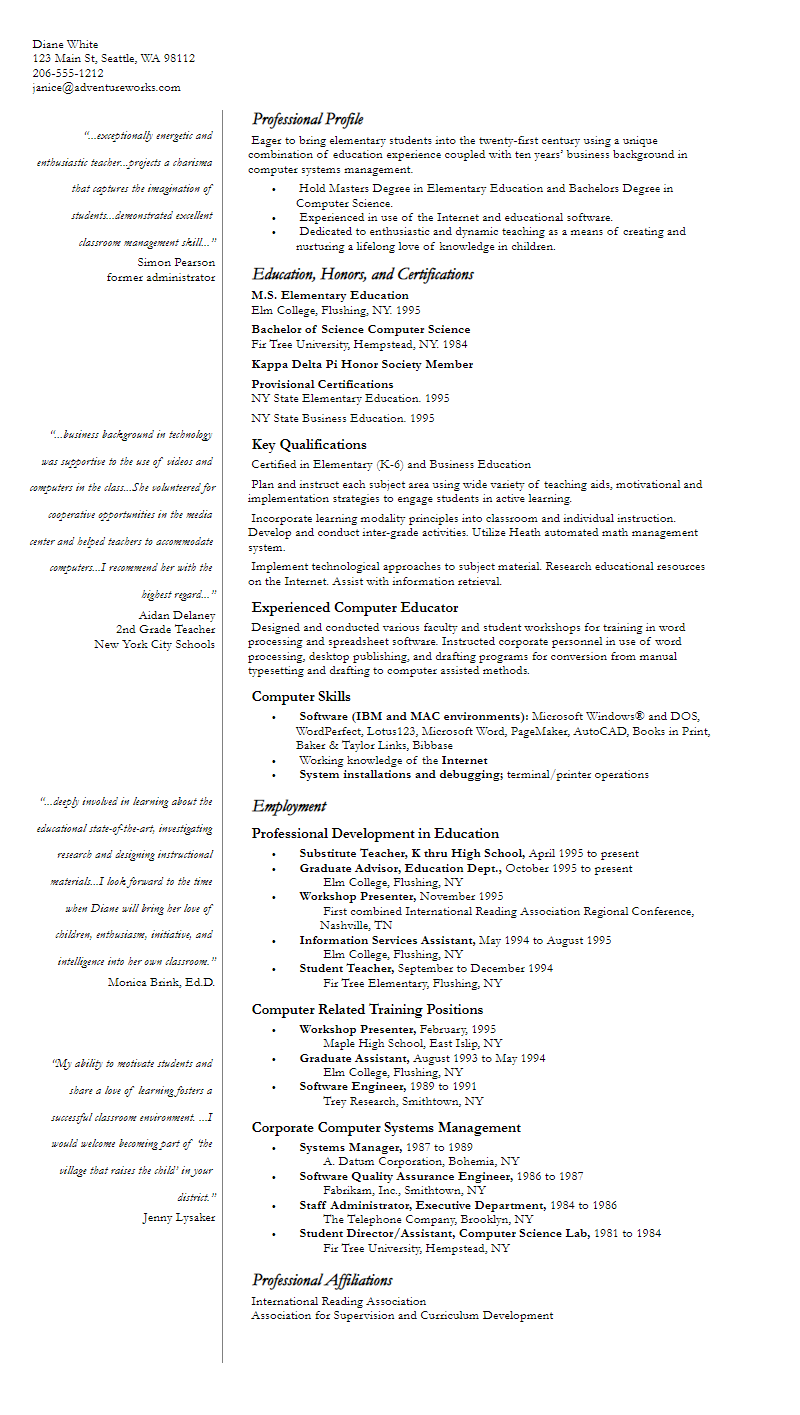 Diane White
123 Main St, Seattle, WA 98112
206-555-1212
janice@adventureworks.com
“...exceptionally energetic and
enthusiastic teacher...projects a charisma
that captures the imagination of
students...demonstrated excellent
classroom management skill...”
Simon Pearson
former administrator
“...business background in technology
was supportive to the use of videos and
computers in the class...She volunteered for
cooperative opportunities in the media
center and helped teachers to accommodate
computers...I recommend her with the
highest regard...”
Aidan Delaney
2nd Grade Teacher
New York City Schools
“...deeply involved in learning about the
educational state-of-the-art, investigating
research and designing instructional
materials...I look forward to the time
when Diane will bring her love of
children, enthusiasm, initiative, and
intelligence into her own classroom.”
Monica Brink, Ed.D.
“My ability to motivate students and
share a love of learning fosters a
successful classroom environment. ...I
would welcome becoming part of ‘the
village that raises the child’ in your
district.”
Jenny Lysaker
Professional Profile
Eager to bring elementary students into the twenty-first century using a unique
combination of education experience coupled with ten years’ business background in
computer systems management.
• Hold Masters Degree in Elementary Education and Bachelors Degree in
Computer Science.
• Experienced in use of the Internet and educational software.
• Dedicated to enthusiastic and dynamic teaching as a means of creating and
nurturing a lifelong love of knowledge in children.
Education, Honors, and Certifications
M.S. Elementary Education
Elm College, Flushing, NY. 1995
Bachelor of Science Computer Science
Fir Tree University, Hempstead, NY. 1984
Kappa Delta Pi Honor Society Member
Provisional Certifications
NY State Elementary Education. 1995
NY State Business Education. 1995
Key Qualifications
Certified in Elementary (K-6) and Business Education
Plan and instruct each subject area using wide variety of teaching aids, motivational and
implementation strategies to engage students in active learning.
Incorporate learning modality principles into classroom and individual instruction.
Develop and conduct inter-grade activities. Utilize Heath automated math management
system.
Implement technological approaches to subject material. Research educational resources
on the Internet. Assist with information retrieval.
Experienced Computer Educator
Designed and conducted various faculty and student workshops for training in word
processing and spreadsheet software. Instructed corporate personnel in use of word
processing, desktop publishing, and drafting programs for conversion from manual
typesetting and drafting to computer assisted methods.
Computer Skills
• Software (IBM and MAC environments): Microsoft Windows® and DOS,
WordPerfect, Lotus123, Microsoft Word, PageMaker, AutoCAD, Books in Print,
Baker & Taylor Links, Bibbase
• Working knowledge of the Internet
• System installations and debugging; terminal/printer operations
Employment
Professional Development in Education
• Substitute Teacher, K thru High School, April 1995 to present
• Graduate Advisor, Education Dept., October 1995 to present
Elm College, Flushing, NY
• Workshop Presenter, November 1995
First combined International Reading Association Regional Conference,
Nashville, TN
• Information Services Assistant, May 1994 to August 1995
Elm College, Flushing, NY
• Student Teacher, September to December 1994
Fir Tree Elementary, Flushing, NY
Computer Related Training Positions
• Workshop Presenter, February, 1995
Maple High School, East Islip, NY
• Graduate Assistant, August 1993 to May 1994
Elm College, Flushing, NY
• Software Engineer, 1989 to 1991
Trey Research, Smithtown, NY
Corporate Computer Systems Management
• Systems Manager, 1987 to 1989
A. Datum Corporation, Bohemia, NY
• Software Quality Assurance Engineer, 1986 to 1987
Fabrikam, Inc., Smithtown, NY
• Staff Administrator, Executive Department, 1984 to 1986
The Telephone Company, Brooklyn, NY
• Student Director/Assistant, Computer Science Lab, 1981 to 1984
Fir Tree University, Hempstead, NY
Professional Affiliations
International Reading Association
Association for Supervision and Curriculum Development